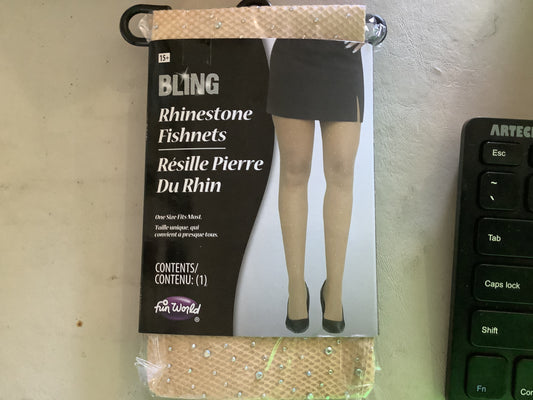 15+
BLING
Rhinestone
Fishnets
Résille Pierre
Du Rhin
One Size Fits Most.
Taille unique, qui
convient a presque tous.
CONTENTS/
CONTENU: (1)
fun World
®
ARTECK
Esc
~
Tab
Caps lock
Shift
Fn